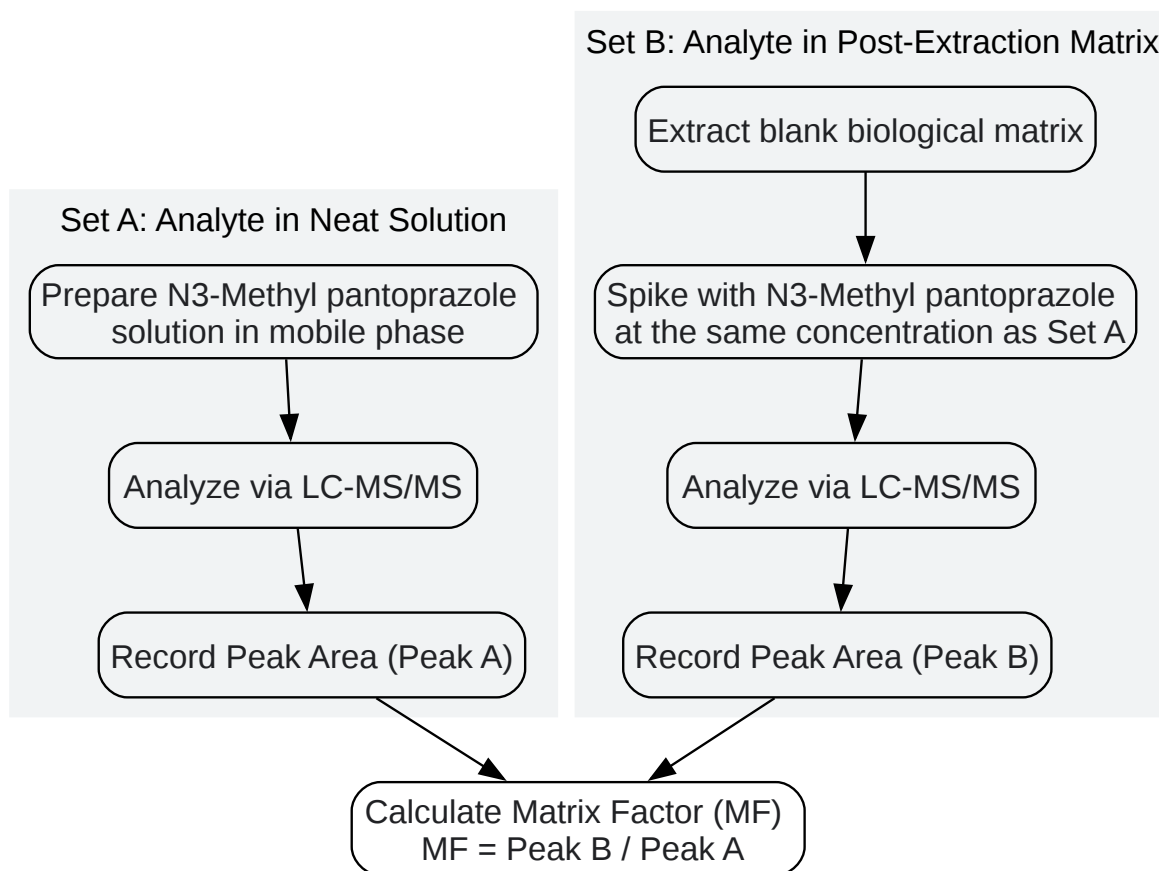 Set B: Analyte in Post-Extraction Matrix
Extract blank biological matrix
Set A: Analyte in Neat Solution
Prepare N3-Methyl pantoprazole
solution in mobile phase
Spike with N3-Methyl pantoprazole
at the same concentration as Set A
Analyze via LC-MS/MS
Analyze via LC-MS/MS
Record Peak Area (Peak A)
Record Peak Area (Peak B)
Calculate Matrix Factor (MF)
MF = Peak B / Peak A